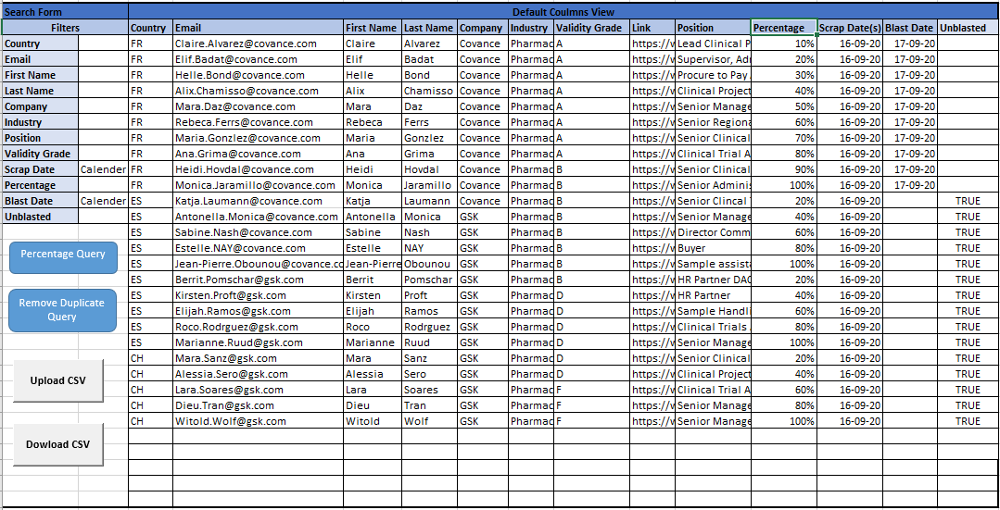 Search Form Default Coulmns View
Filters Country Email First Name Last Name Company Industry Validity Grade Link Position Percentage Scrap Date(s) Blast Date Unblasted
Country FR Claire.Alvarez@covance.com Claire Alvarez Covance Pharmac A https://w Lead Clinical P 10% 16-09-20 17-09-20
Email FR Elif.Badat@covance.com Elif Badat Covance Pharmac A https://w Supervisor, Adr 20% 16-09-20 17-09-20
First Name FR Helle.Bond@covance.com Helle Bond Covance Pharmac A https://w Procure to Pay 30% 16-09-20 17-09-20
Last Name FR Alix.Chamisso@covance.com Alix Chamisso Covance Pharmac A https://w Clinical Project 40% 16-09-20 17-09-20
Company FR Mara.Daz@covance.com Mara Daz Covance Pharmac A https://w Senior Manage 50% 16-09-20 17-09-20
Industry FR Rebeca.Ferrs@covance.com Rebeca Ferrs Covance Pharmac A https://w Senior Regiona 60% 16-09-20 17-09-20
Position FR Maria.Gonzlez@covance.com Maria Gonzlez Covance Pharmac A https://w Senior Clinical 70% 16-09-20 17-09-20
Validity Grade FR Ana.Grima@covance.com Ana Grima Covance Pharmac A https://w Clinical Trial A 80% 16-09-20 17-09-20
Scrap Date Calender FR Heidi.Hovdal@covance.com Heidi Hovdal Covance Pharmac B https://w Senior Clinical 90% 16-09-20 17-09-20
Percentage FR Monica.Jaramillo@covance.com Monica Jaramillo Covance Pharmac B https://w Senior Adminis 100% 16-09-20 17-09-20
Blast Date Calender ES Katja.Laumann@covance.com Katja Laumann Covance Pharmac B https://w Senior Clincal 20% 16-09-20 TRUE
Unblasted ES Antonella.Monica@covance.com Antonella Monica GSK Pharmac B https://w Senior Manage 40% 16-09-20 TRUE
ES Sabine.Nash@covance.com Sabine Nash GSK Pharmac B https://w Director Comm 60% 16-09-20 TRUE
Percentage Query ES Estelle.NAY@covance.com Estelle NAY GSK Pharmac B https://w Buyer 80% 16-09-20 TRUE
ES Jean-Pierre.Obounou@covance.co Jean-Pierre Obounou GSK Pharmac B https://w Sample assista 100% 16-09-20 TRUE
ES Berrit.Pomschar@gsk.com Berrit Pomschar GSK Pharmac B https://w HR Partner DAC 20% 16-09-20 TRUE
Remove Duplicate ES Kirsten.Proft@gsk.com Kirsten Proft GSK Pharmac D https://w HR Partner 40% 16-09-20 TRUE
Query ES Elijah.Ramos@gsk.com Elijah Ramos GSK Pharmac D https://w Sample Handli 60% 16-09-20 TRUE
ES Roco.Rodrguez@gsk.com Roco Rodrguez GSK Pharmac D https://w Clinical Trials 80% 16-09-20 TRUE
ES Marianne.Ruud@gsk.com Marianne Ruud GSK Pharmac D https://w Senior Manage 100% 16-09-20 TRUE
CH Mara.Sanz@gsk.com Mara Sanz GSK Pharmac D https://w Senior Clinical 20% 16-09-20 TRUE
Upload CSV CH Alessia.Sero@gsk.com Alessia Sero GSK Pharmac D https://w Clinical Project 40% 16-09-20 TRUE
CH Lara.Soares@gsk.com Lara Soares GSK Pharmac F https://w Clinical Trial A 60% 16-09-20 TRUE
CH Dieu.Tran@gsk.com Dieu Tran GSK Pharmac F https://w Senior Manage 80% 16-09-20 TRUE
CH Witold.Wolf@gsk.com Witold Wolf GSK Pharmac F https://w Senior Manage 100% 16-09-20 TRUE
Dowload CSV